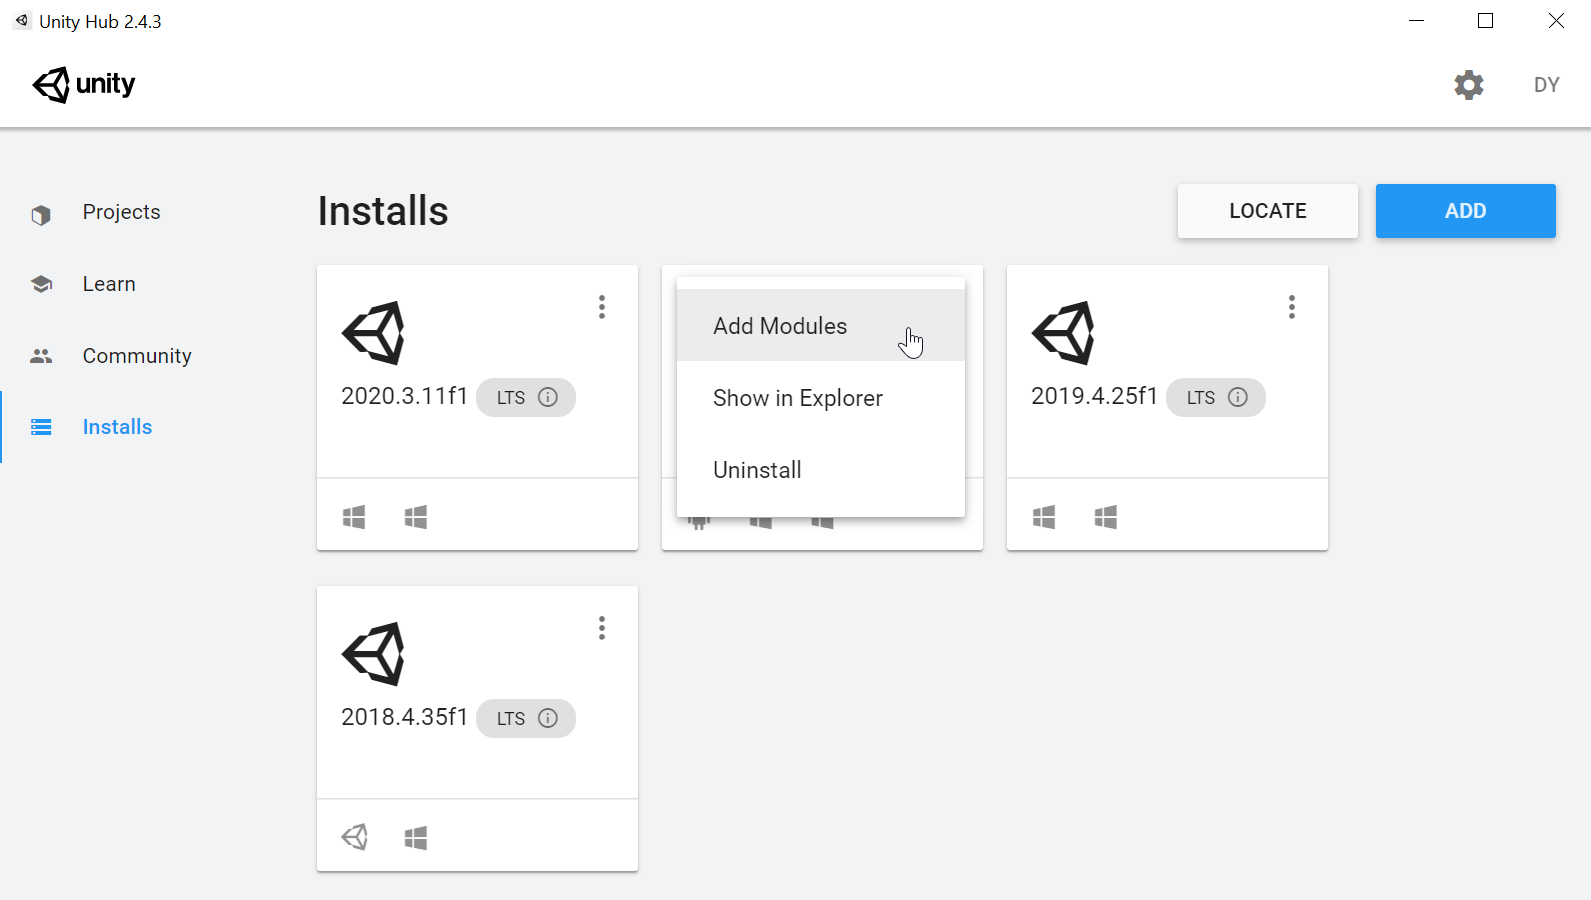 Unity Hub 2.4.3
unity
DY
Projects
Learn
Community
Installs
Installs
LOCATE
ADD
2020.3.11f1 LTS
Add Modules
Show in Explorer
Uninstall
2019.4.25f1 LTS
2018.4.35f1 LTS